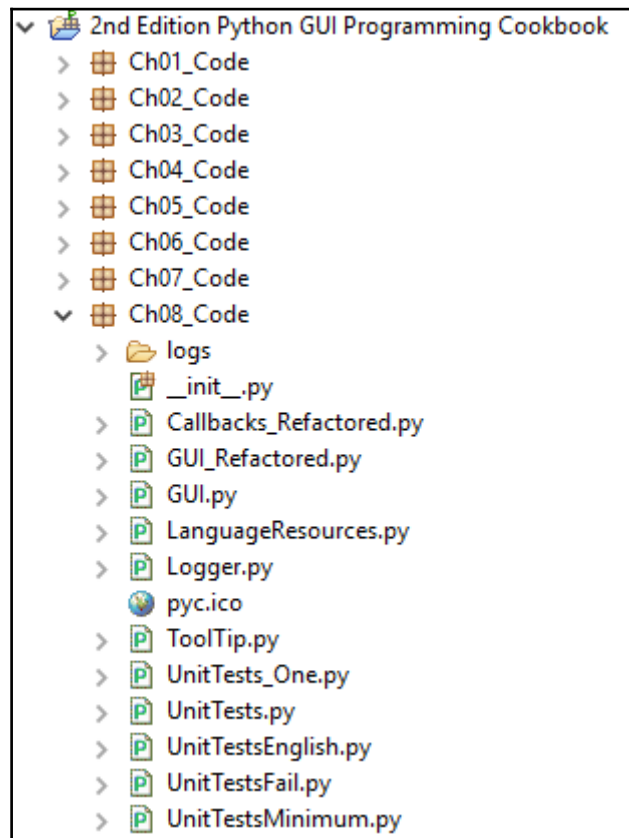 2nd Edition Python GUI Programming Cookbook
Ch01_Code
Ch02_Code
Ch03_Code
Ch04_Code
Ch05_Code
Ch06_Code
Ch07_Code
Ch08_Code
logs
__init__.py
Callbacks_Refactored.py
GUI_Refactored.py
GUI.py
LanguageResources.py
Logger.py
pyc.ico
ToolTip.py
UnitTests_One.py
UnitTests.py
UnitTestsEnglish.py
UnitTestsFail.py
UnitTestsMinimum.py